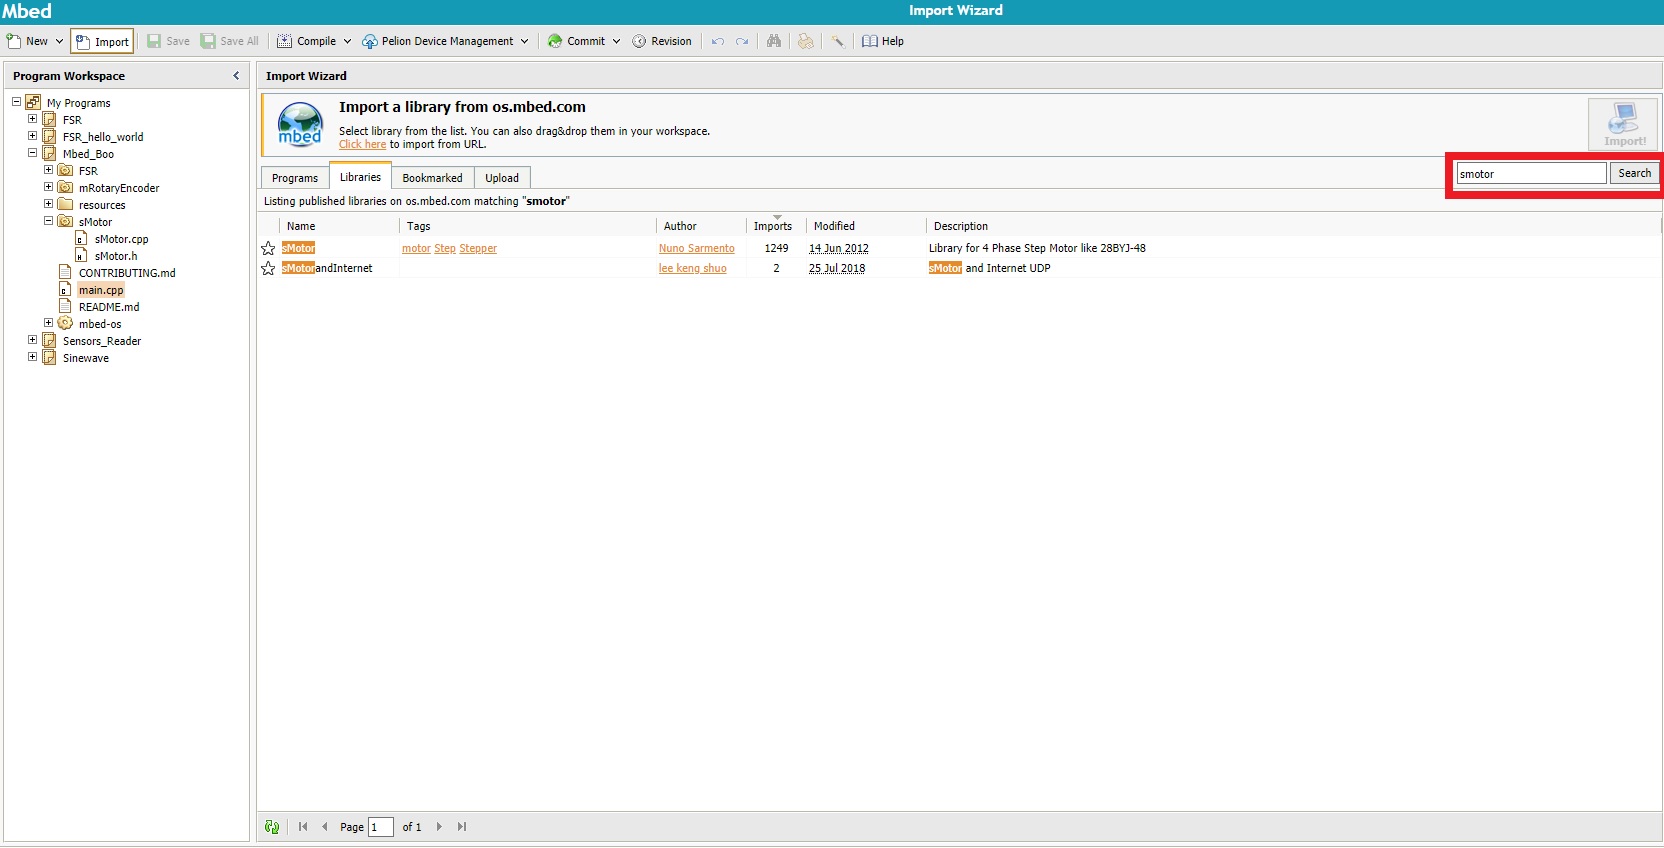 Mbed
Import Wizard
New
Import
Save
Save All
Compile
Pelion Device Management
Commit
Revision
Help
Program Workspace
My Programs
FSR
FSR_hello_world
Mbed_Boo
FSR
mRotaryEncoder
resources
sMotor
sMotor.cpp
sMotor.h
CONTRIBUTING.md
main.cpp
README.md
mbed-os
Sensors_Reader
Sinewave
Import Wizard
mbed
Import a library from os.mbed.com
Select library from the list. You can also drag&drop them in your workspace.
Click here to import from URL.
Import!
Programs
Libraries
Bookmarked
Upload
smotor
Search
Listing published libraries on os.mbed.com matching "smotor"
Name Tags Author Imports Modified Description
sMotor motor Step Stepper Nuno Sarmento 1249 14 Jun 2012 Library for 4 Phase Step Motor like 28BYJ-48
sMotorandInternet lee keng shuo 2 25 Jul 2018 sMotor and Internet UDP
Page 1 of 1